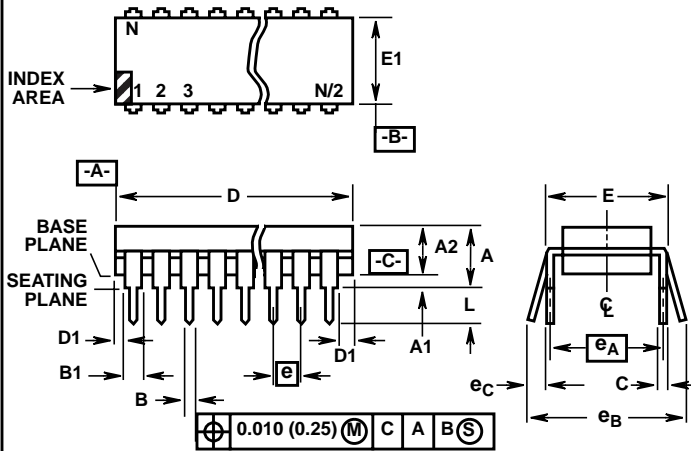 N
E1
INDEX
AREA
1 2 3 N/2
-B-
-A-
D
E
BASE
PLANE
A2
A
-C-
SEATING
PLANE
L
C
L
D1
A1
D1
eA
B1
e
eC
C
B
eB
0.010 (0.25) M C A B S